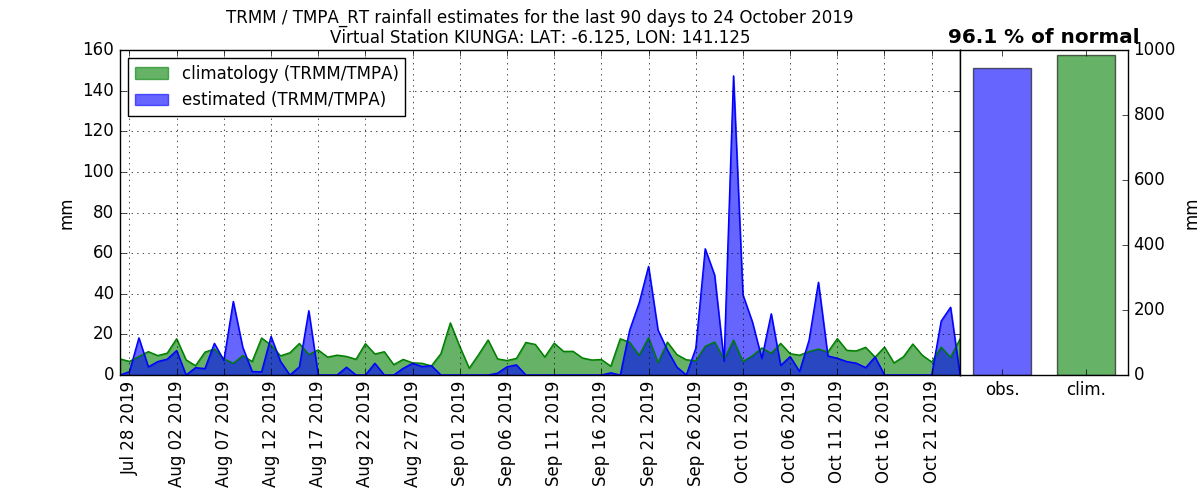 TRMM / TMPA_RT rainfall estimates for the last 90 days to 24 October 2019
Virtual Station KIUNGA: LAT: -6.125, LON: 141.125
96.1 % of normal
climatology (TRMM/TMPA)
estimated (TRMM/TMPA)
160
140
120
100
80
60
40
20
0
mm
Jul 28 2019
Aug 02 2019
Aug 07 2019
Aug 12 2019
Aug 17 2019
Aug 22 2019
Aug 27 2019
Sep 01 2019
Sep 06 2019
Sep 11 2019
Sep 16 2019
Sep 21 2019
Sep 26 2019
Oct 01 2019
Oct 06 2019
Oct 11 2019
Oct 16 2019
Oct 21 2019
obs.
clim.
1000
800
600
400
200
0
mm